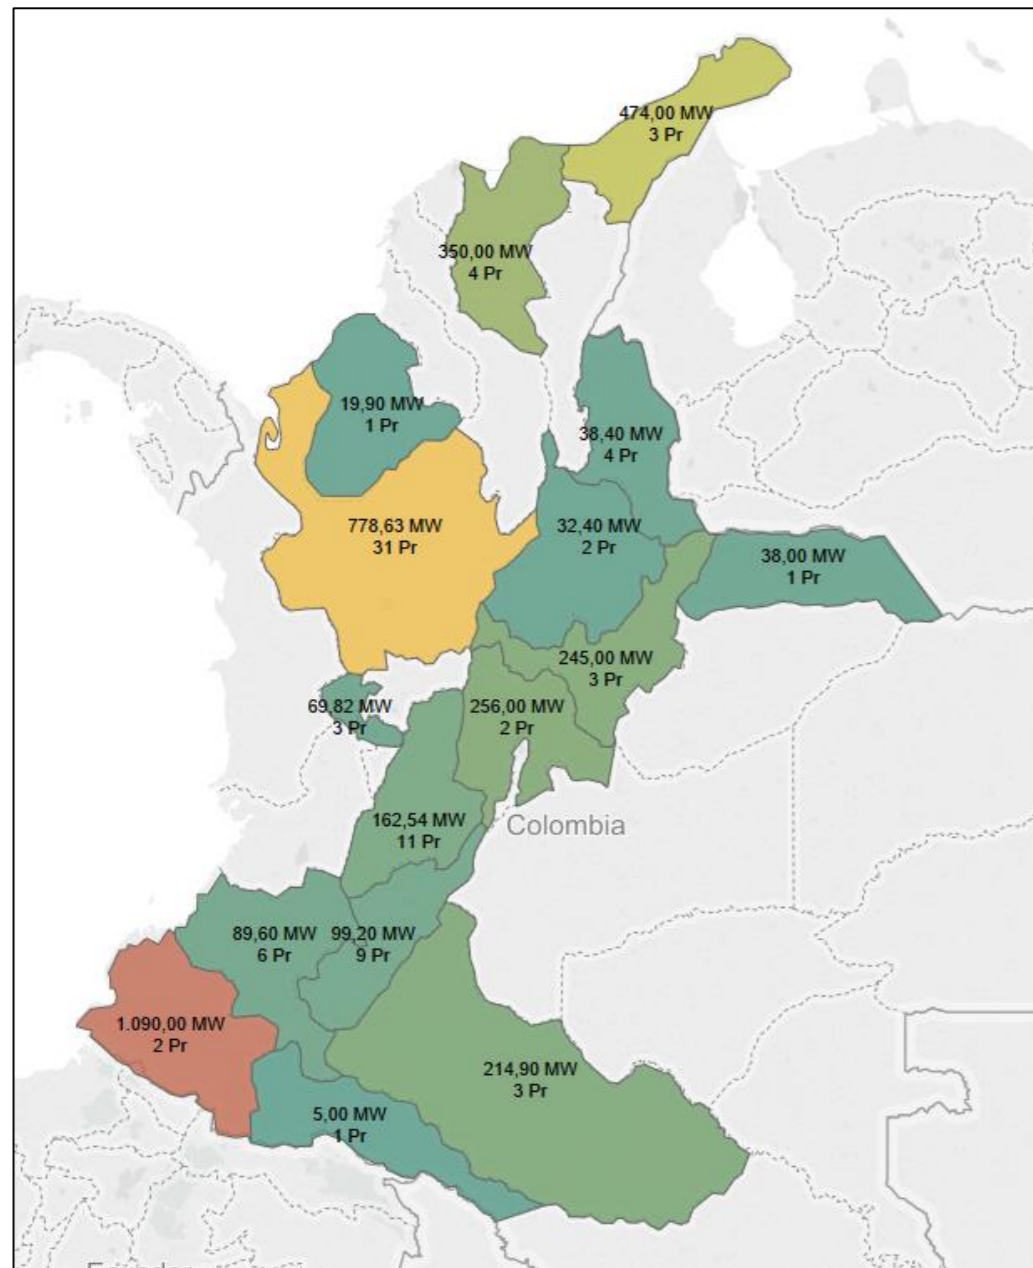 474,00 MW
3 Pr
350,00 MW
4 Pr
19,90 MW
1 Pr
38,40 MW
4 Pr
778,63 MW
31 Pr
32,40 MW
2 Pr
38,00 MW
1 Pr
245,00 MW
3 Pr
69,82 MW
3 Pr
256,00 MW
2 Pr
162,54 MW
11 Pr
Colombia
89,60 MW
6 Pr
99,20 MW
9 Pr
1.090,00 MW
2 Pr
214,90 MW
3 Pr
5,00 MW
1 Pr